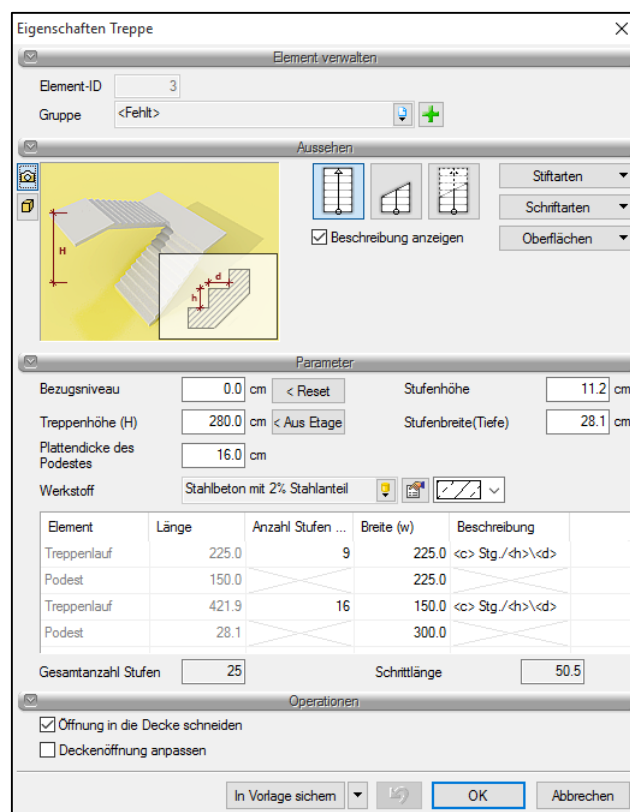 Eigenschaften Treppe
Element verwalten
Element-ID 3
Gruppe <Fehlt>
Aussehen
Stiftarten
Schriftarten
Beschreibung anzeigen Oberflächen
H
d
h
Parameter
Bezugsniveau 0.0 cm < Reset Stufenhöhe 11.2 cm
Treppenhöhe (H) 280.0 cm < Aus Etage Stufenbreite(Tiefe) 28.1 cm
Plattendicke des
Podestes 16.0 cm
Werkstoff Stahlbeton mit 2% Stahlanteil
Element Länge Anzahl Stufen ... Breite (w) Beschreibung
Treppenlauf 225.0 9 225.0 <c> Stg./<h>\<d>
Podest 150.0 225.0
Treppenlauf 421.9 16 150.0 <c> Stg./<h>\<d>
Podest 28.1 300.0
Gesamtanzahl Stufen 25 Schrittlänge 50.5
Operationen
Öffnung in die Decke schneiden
Deckenöffnung anpassen
In Vorlage sichern OK Abbrechen